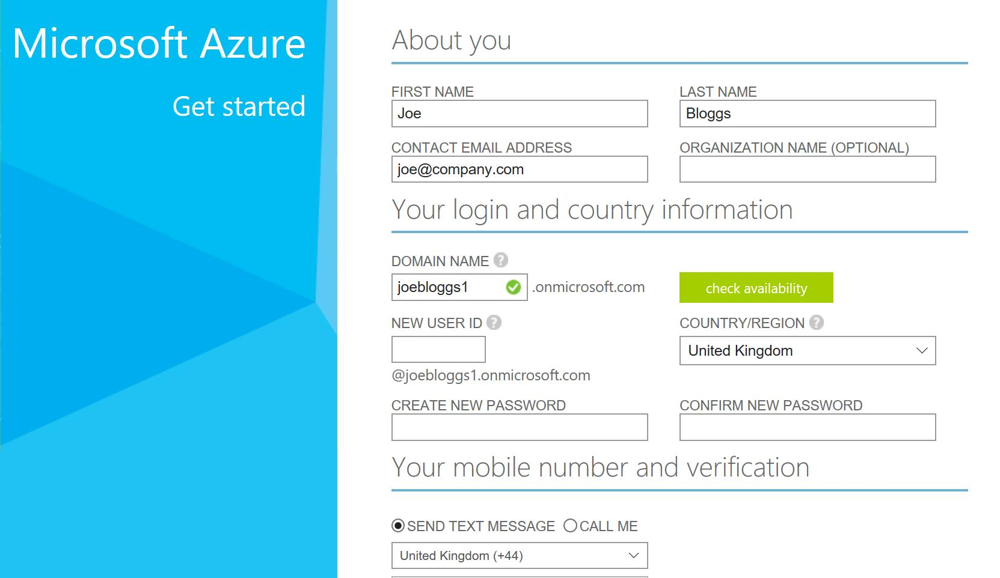 Microsoft Azure
Get started
About you
FIRST NAME
LAST NAME
Joe
Bloggs
CONTACT EMAIL ADDRESS
ORGANIZATION NAME (OPTIONAL)
joe@company.com
Your login and country information
DOMAIN NAME ?
joebloggs1
.onmicrosoft.com
check availability
NEW USER ID ?
COUNTRY/REGION ?
United Kingdom
@joebloggs1.onmicrosoft.com
CREATE NEW PASSWORD
CONFIRM NEW PASSWORD
Your mobile number and verification
SEND TEXT MESSAGE
CALL ME
United Kingdom (+44)